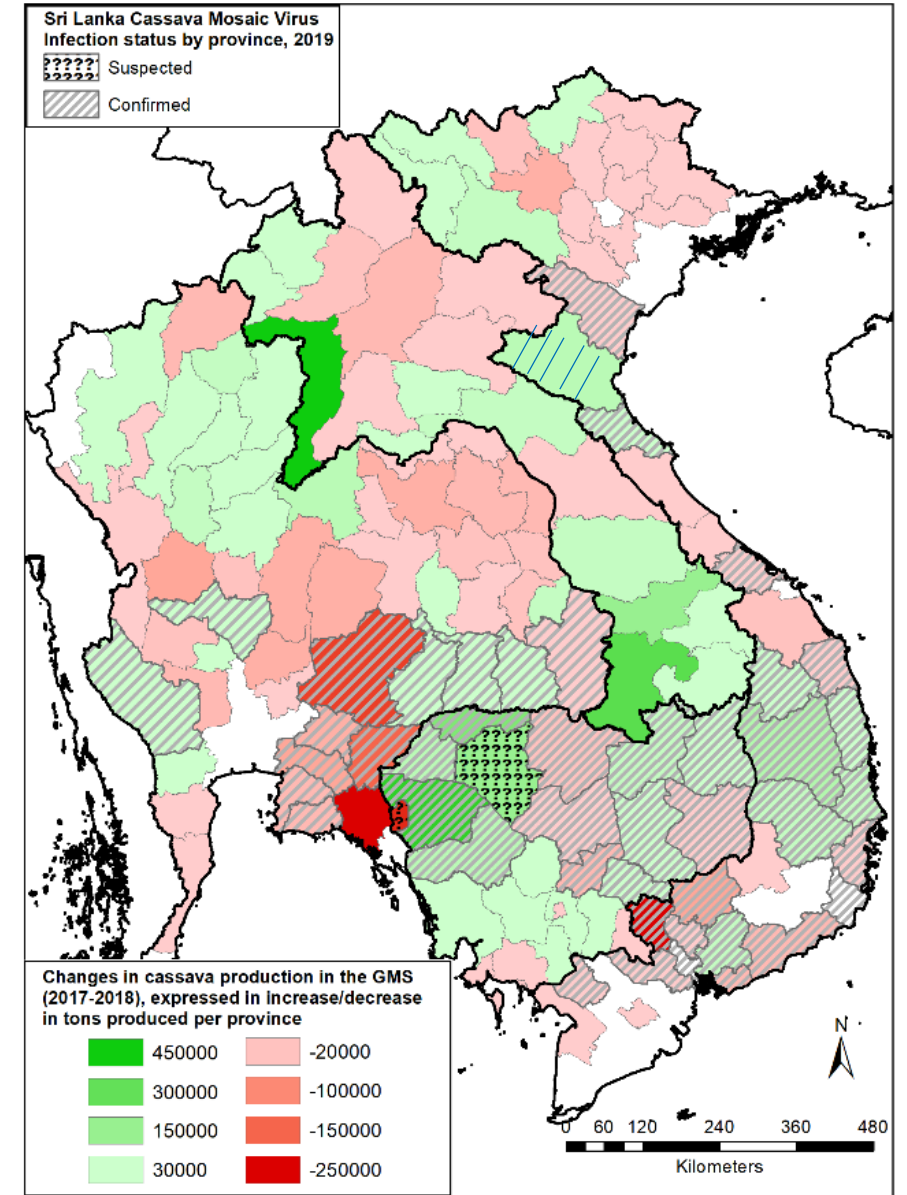 Sri Lanka Cassava Mosaic Virus
Infection status by province, 2019
????? Suspected
Confirmed
Changes in cassava production in the GMS
(2017-2018), expressed in increase/decrease
in tons produced per province
450000 -20000
300000 -100000
150000 -150000
30000 -250000
N
0 60 120 240 360 480
Kilometers